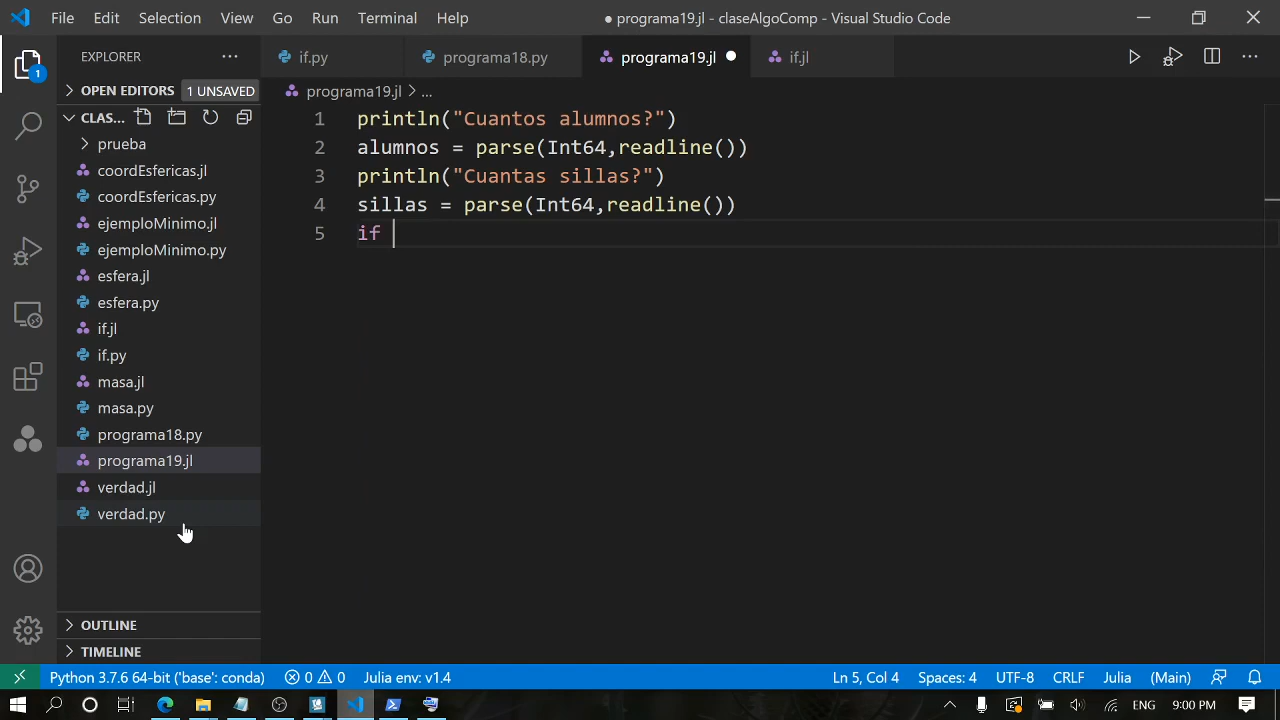 File Edit Selection View Go Run Terminal Help ● programa19.jl - claseAlgoComp - Visual Studio Code
EXPLORER ...
if.py programa18.py programa19.jl ● if.jl
OPEN EDITORS 1 UNSAVED
programa19.jl > ...
CLAS...
prueba
coordEsfericas.jl
coordEsfericas.py
ejemploMinimo.jl
ejemploMinimo.py
esfera.jl
esfera.py
if.jl
if.py
masa.jl
masa.py
programa18.py
programa19.jl
verdad.jl
verdad.py
OUTLINE
TIMELINE
1 println("Cuantos alumnos?")
2 alumnos = parse(Int64,readline())
3 println("Cuantas sillas?")
4 sillas = parse(Int64,readline())
5 if
1
Python 3.7.6 64-bit ('base': conda) 0 0 Julia env: v1.4 Ln 5, Col 4 Spaces: 4 UTF-8 CRLF Julia (Main)
ENG 9:00 PM